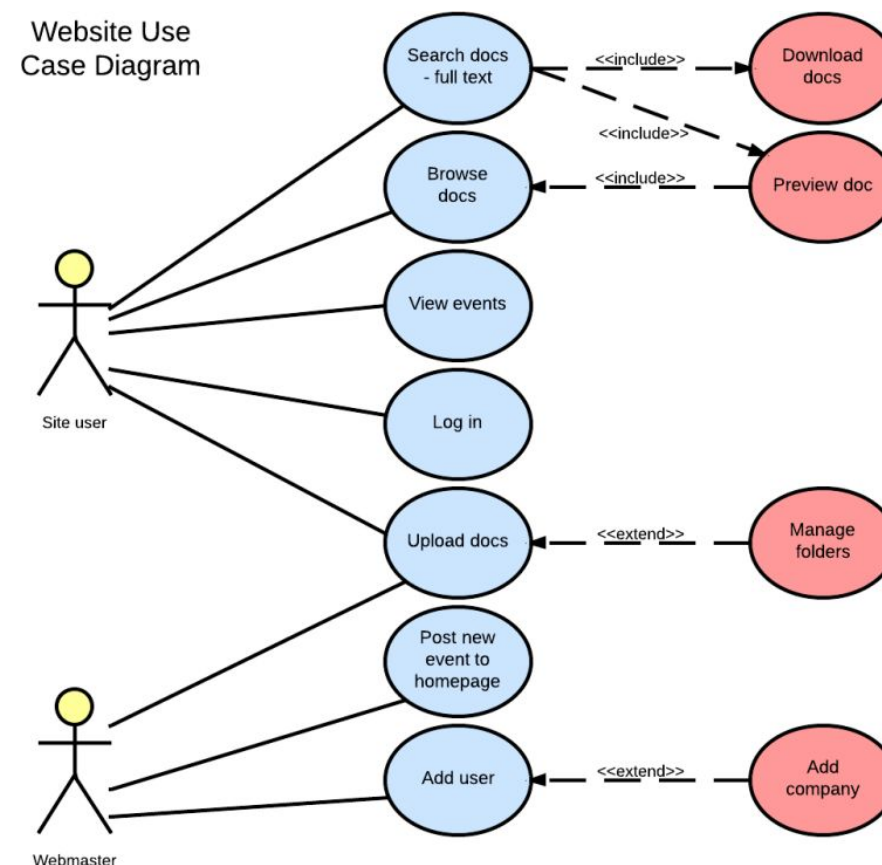 Website Use
Case Diagram
Search docs
- full text
<<include>>
Download
docs
<<include>>
Browse
docs
<<include>>
Preview doc
View events
Site user
Log in
Upload docs
<<extend>>
Manage
folders
Post new
event to
homepage
Add user
<<extend>>
Add
company
Webmaster